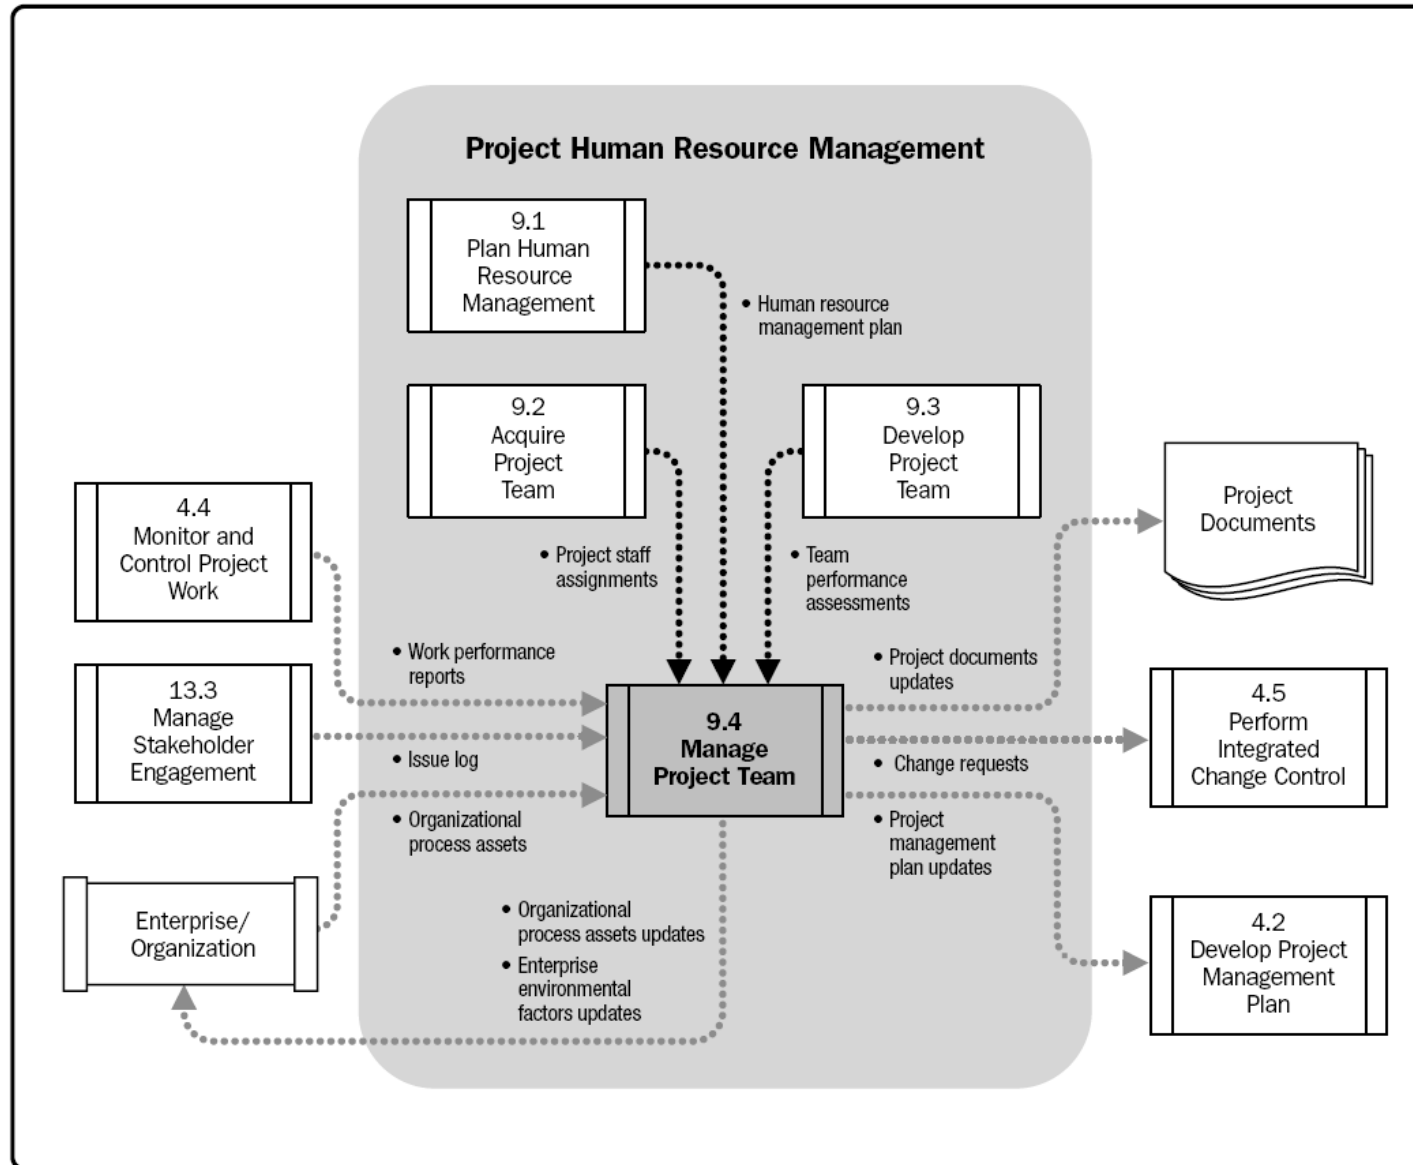 Project Human Resource Management
9.1
Plan Human
Resource
Management
• Human resource
management plan
9.2
Acquire
Project
Team
9.3
Develop
Project
Team
Project
Documents
4.4
Monitor and
Control Project
Work
• Project staff
assignments
• Team
performance
assessments
• Work performance
reports
• Project documents
updates
13.3
Manage
Stakeholder
Engagement
9.4
Manage
Project Team
4.5
Perform
Integrated
Change Control
• Issue log
• Change requests
• Organizational
process assets
• Project
management
plan updates
Enterprise/
Organization
• Organizational
process assets updates
• Enterprise
environmental
factors updates
4.2
Develop Project
Management
Plan